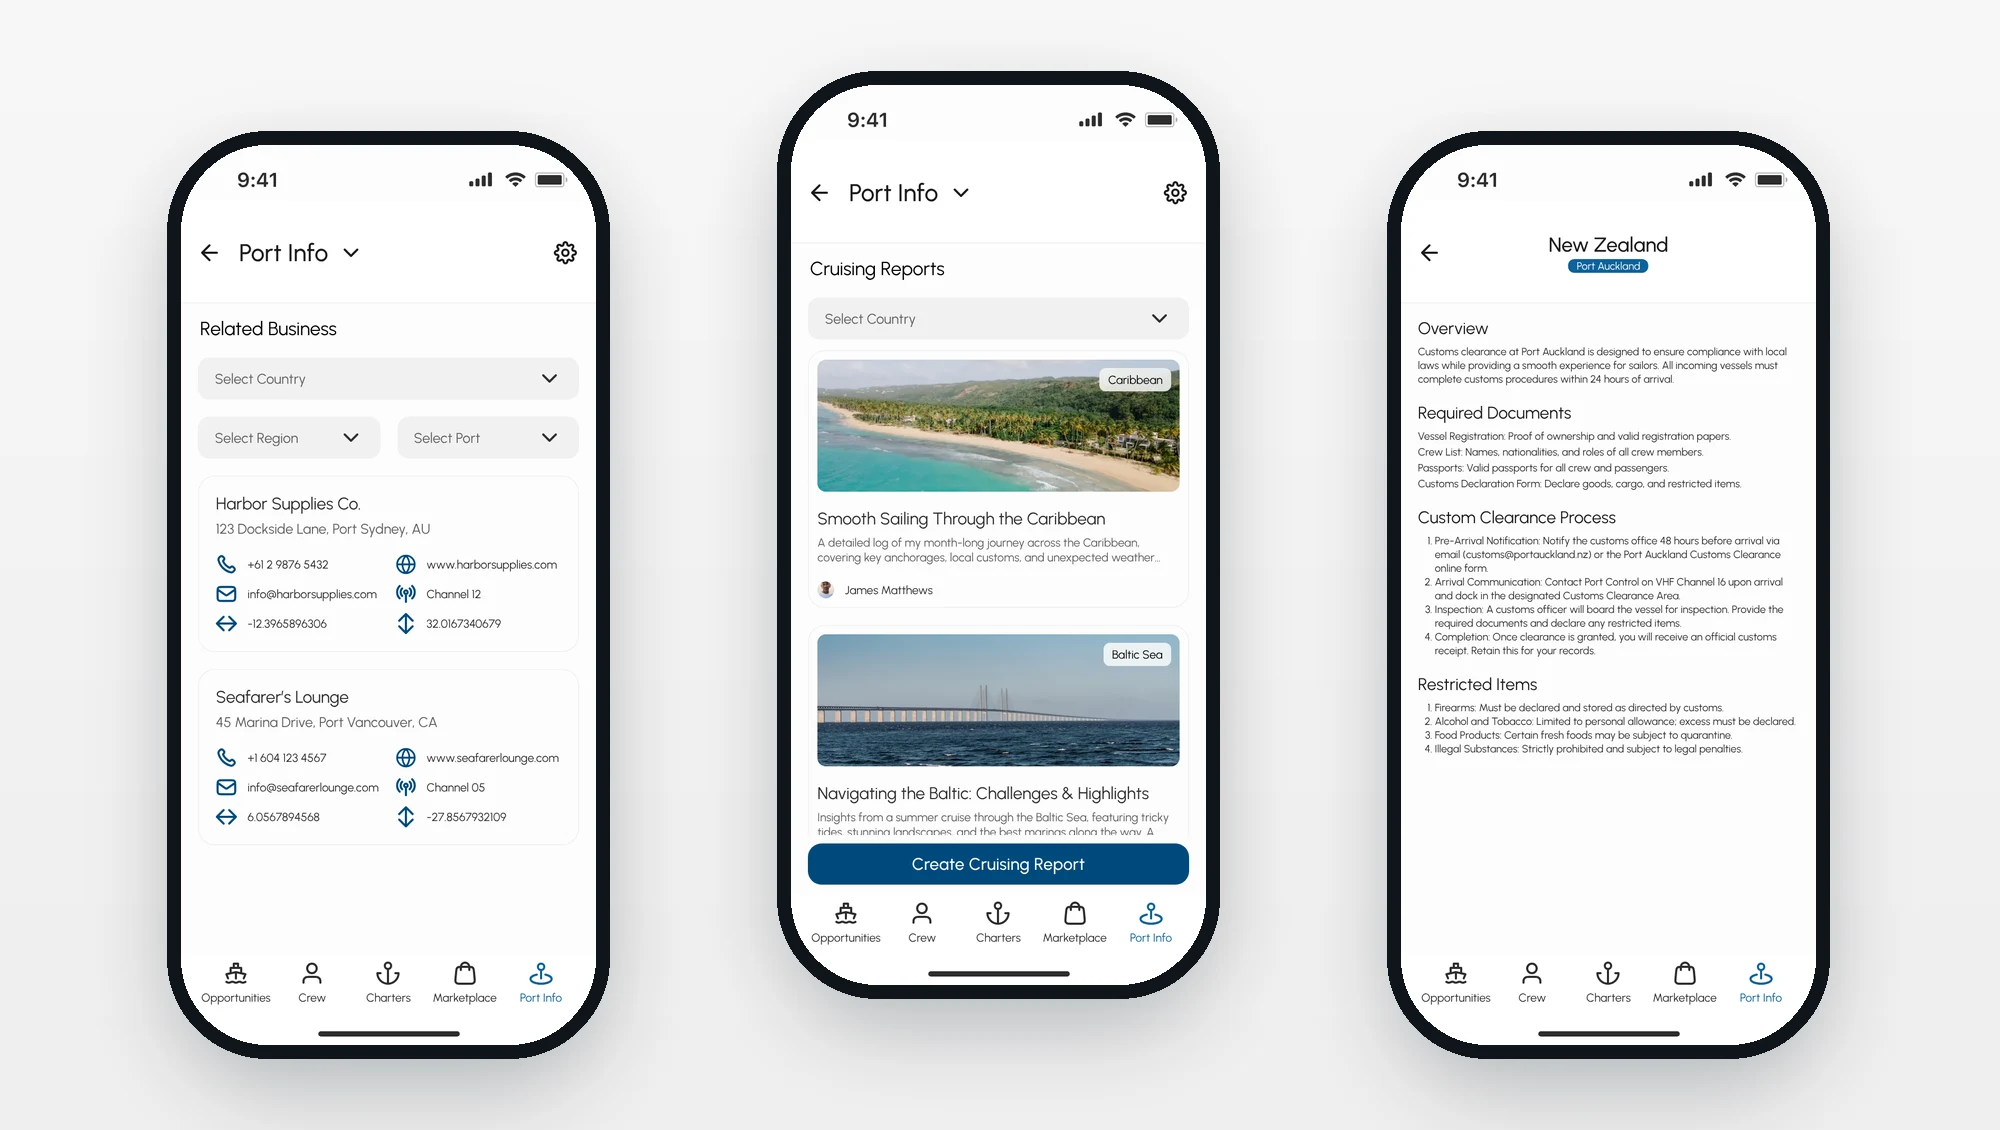 9:41
Port Info
Related Business
Select Country
Select Region
Select Port
Harbor Supplies Co.
123 Dockside Lane, Port Sydney, AU
+61 2 9876 5432
www.harborsupplies.com
info@harborsupplies.com
Channel 12
-12.3965896306
32.0167340679
Seafarer's Lounge
45 Marina Drive, Port Vancouver, CA
+1 604 123 4567
www.seafarerlounge.com
info@seafarerlounge.com
Channel 05
6.0567894568
-27.8567932109
Opportunities
Crew
Charters
Marketplace
Port Info
9:41
Port Info
Cruising Reports
Select Country
Caribbean
Smooth Sailing Through the Caribbean
A detailed log of my month-long journey across the Caribbean,
covering key anchorages, local customs, and unexpected weather...
James Matthews
Baltic Sea
Navigating the Baltic: Challenges & Highlights
Insights from a summer cruise through the Baltic Sea, featuring tricky
tides, stunning landscapes, and the best marinas along the way. A
Create Cruising Report
Opportunities
Crew
Charters
Marketplace
Port Info
9:41
New Zealand
Port Auckland
Overview
Customs clearance at Port Auckland is designed to ensure compliance with local
laws while providing a smooth experience for sailors. All incoming vessels must
complete customs procedures within 24 hours of arrival.
Required Documents
Vessel Registration: Proof of ownership and valid registration papers.
Crew List: Names, nationalities, and roles of all crew members.
Passports: Valid passports for all crew and passengers.
Customs Declaration Form: Declare goods, cargo, and restricted items.
Custom Clearance Process
1. Pre-Arrival Notification: Notify the customs office 48 hours before arrival via
email (customs@portauckland.nz) or the Port Auckland Customs Clearance
online form.
2. Arrival Communication: Contact Port Control on VHF Channel 16 upon arrival
and dock in the designated Customs Clearance Area.
3. Inspection: A customs officer will board the vessel for inspection. Provide the
required documents and declare any restricted items.
4. Completion: Once clearance is granted, you will receive an official customs
receipt. Retain this for your records.
Restricted Items
1. Firearms: Must be declared and stored as directed by customs.
2. Alcohol and Tobacco: Limited to personal allowance; excess must be declared.
3. Food Products: Certain fresh foods may be subject to quarantine.
4. Illegal Substances: Strictly prohibited and subject to legal penalties.
Opportunities
Crew
Charters
Marketplace
Port Info